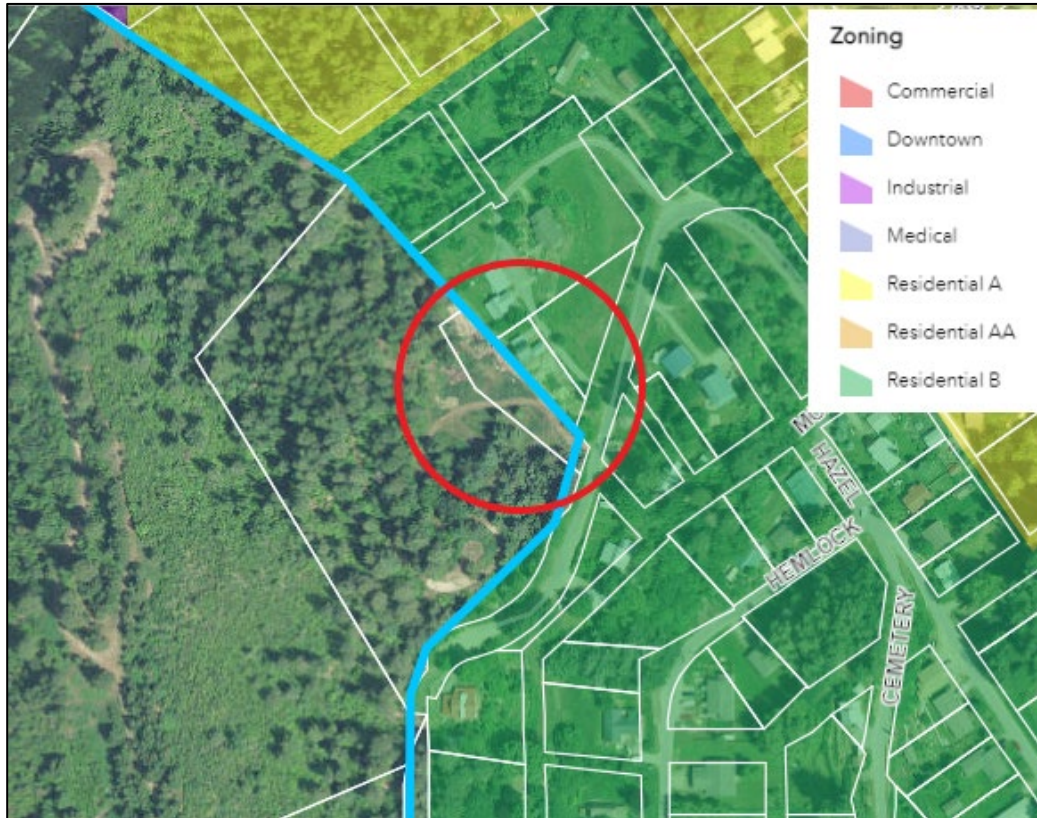 Zoning
Commercial
Downtown
Industrial
Medical
Residential A
Residential AA
Residential B
HAZEL
HEMLOCK
CEMETERY